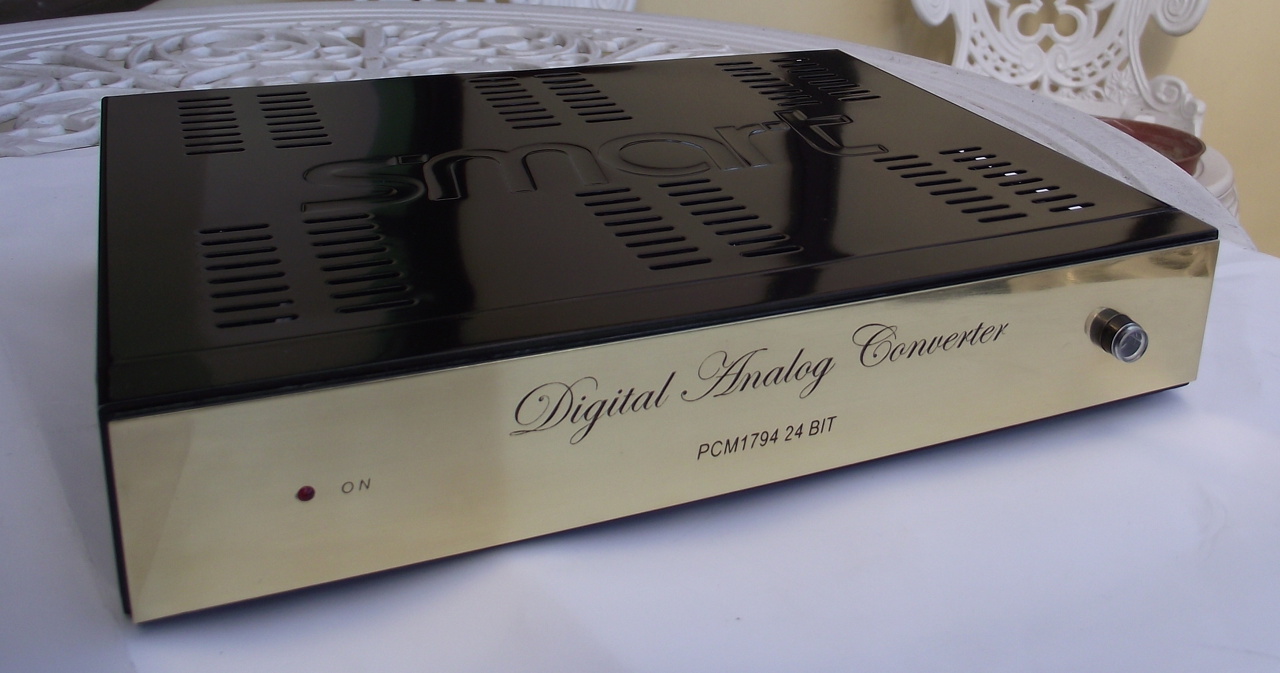 smart
Digital Analog Converter
PCM1794 24 BIT
ON